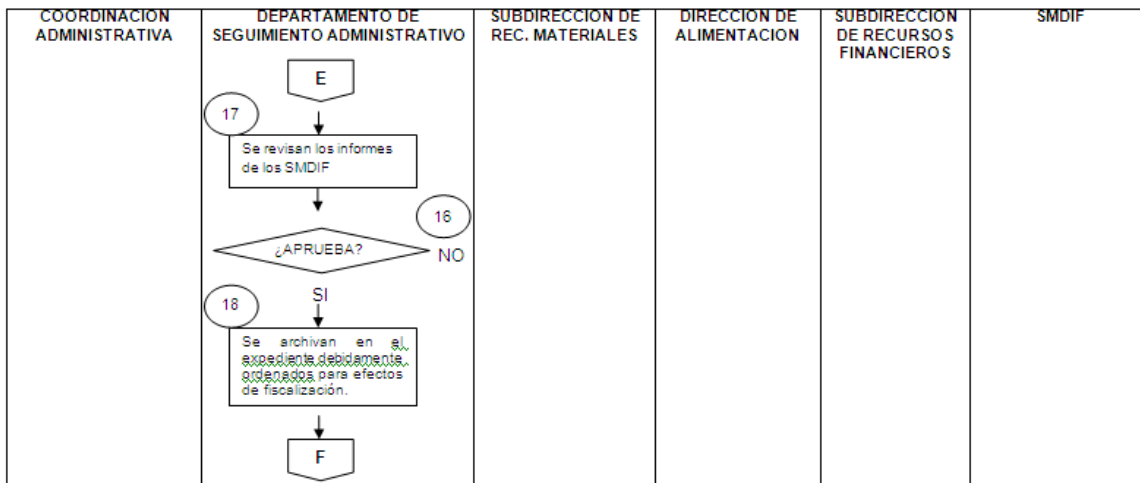 COORDINACION
ADMINISTRATIVA
DEPARTAMENTO DE
SEGUIMIENTO ADMINISTRATIVO
SUBDIRECCION DE
REC. MATERIALES
DIRECCION DE
ALIMENTACION
SUBDIRECCION
DE RECURSOS
FINANCIEROS
SMDIF
E
17
Se revisan los informes
de los SMDIF
16
¿APRUEBA?
NO
SI
18
Se archivan en el
expediente debidamente
ordenados para efectos
de fiscalización.
F